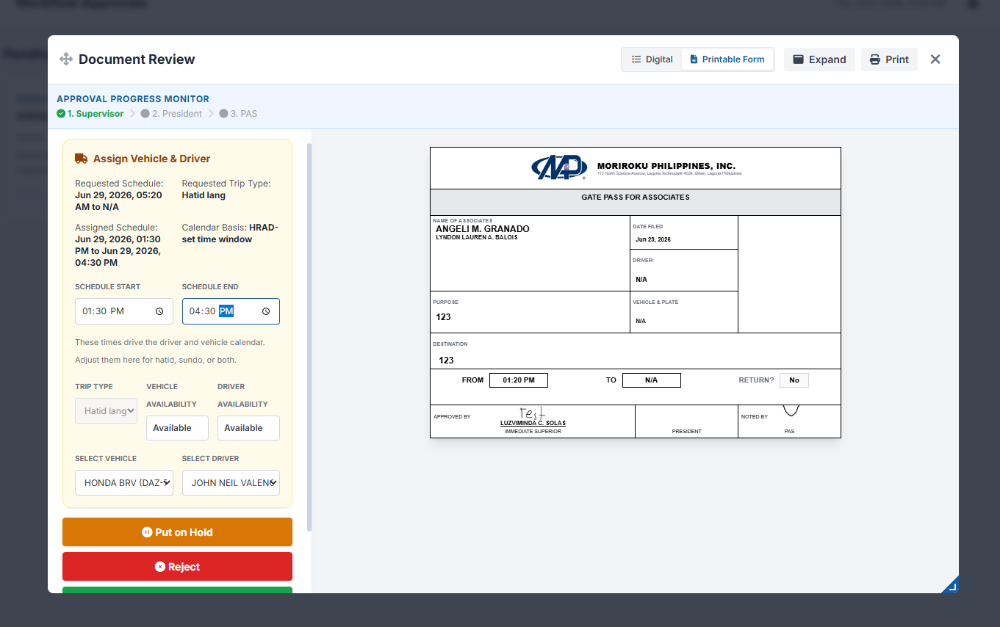 Document Review
Digital
Printable Form
Expand
Print
APPROVAL PROGRESS MONITOR
1. Supervisor
2. President
3. PAS
Assign Vehicle & Driver
Requested Schedule:
Jun 29, 2026, 05:20
AM to N/A
Requested Trip Type:
Hatid lang
Assigned Schedule:
Jun 29, 2026, 01:30
PM to Jun 29, 2026,
04:30 PM
Calendar Basis: HRAD-
set time window
SCHEDULE START
SCHEDULE END
01:30 PM
04:30 PM
These times drive the driver and vehicle calendar.
Adjust them here for hatid, sundo, or both.
TRIP TYPE
Hatid lang
VEHICLE
AVAILABILITY
Available
DRIVER
AVAILABILITY
Available
SELECT VEHICLE
HONDA BRV
SELECT DRIVER
JOHN NEIL
Put on Hold
Reject
MORIROKU PHILIPPINES, INC.
115 North Science Avenue, Laguna Technopark 4024, Biñan, Laguna Philippines
GATE PASS FOR ASSOCIATES
NAME OF ASSOCIATES
ANGELI M. GRANADO
LYNDON LAUREN A. BALOIS
DATE FILED
Jun 29, 2026
DRIVER:
N/A
PURPOSE
123
VEHICLE & PLATE
N/A
DESTINATION
123
FROM 01:20 PM TO N/A RETURN? No
APPROVED BY
Test
LUZVIMINDA C. SOLAS
IMMEDIATE SUPERIOR
PRESIDENT
NOTED BY
PAS